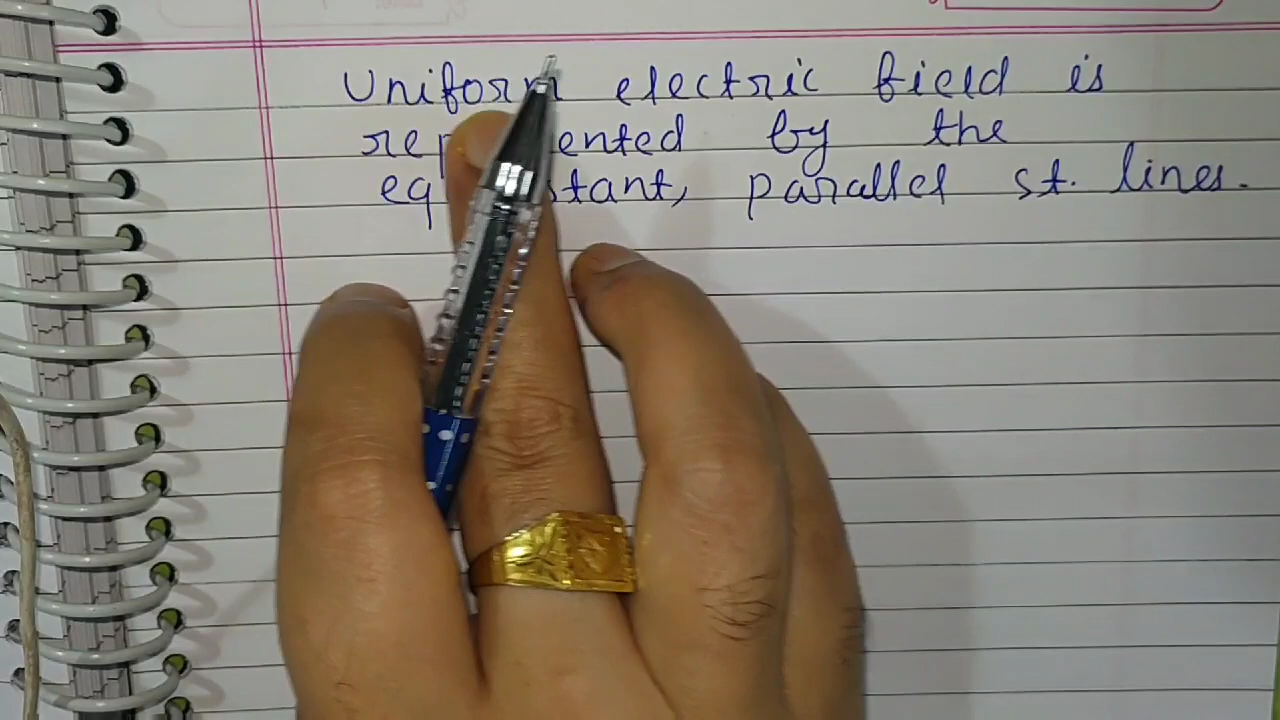 Uniform electric field is
by the
parallel st. lines.